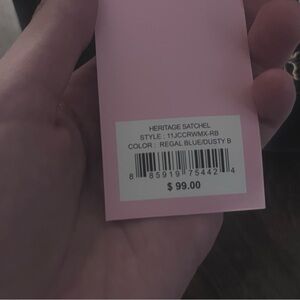 HERITAGE SATCHEL
STYLE : 11JCCRWMX-RB
COLOR : REGAL BLUE/DUSTY B
8 85919 75442 4
$ 99.00